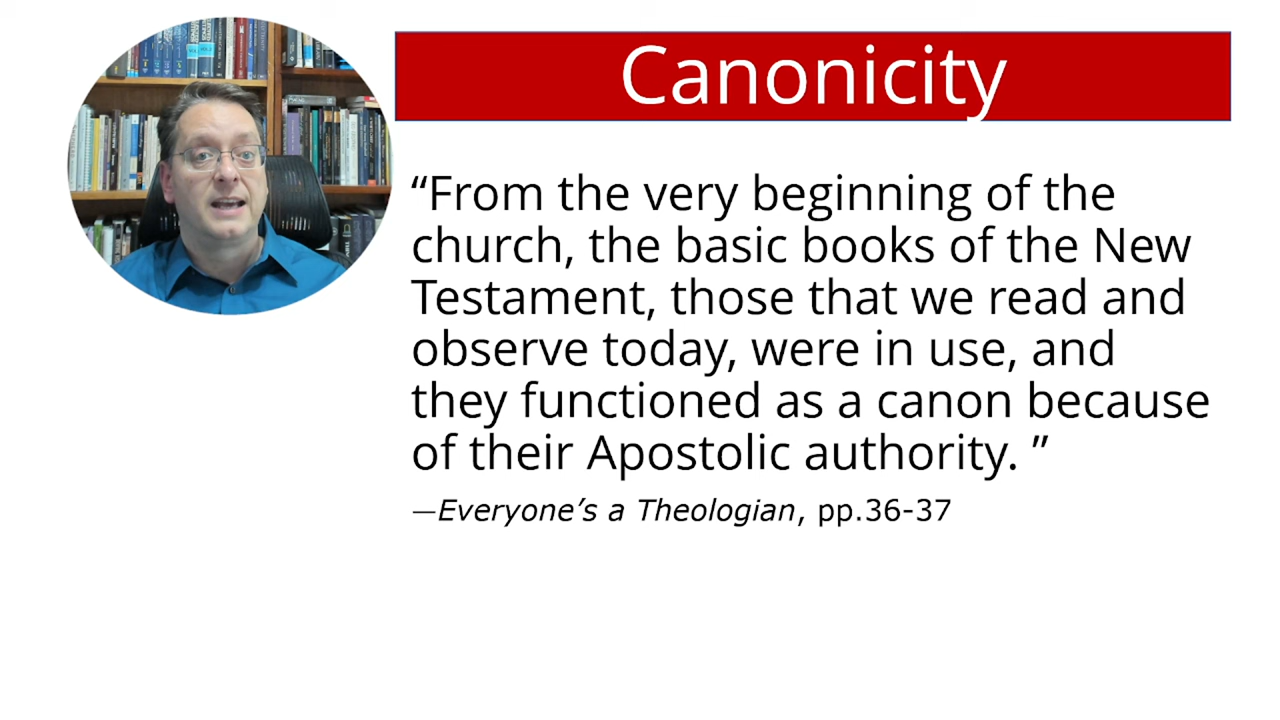 Canonicity
“From the very beginning of the
church, the basic books of the New
Testament, those that we read and
observe today, were in use, and
they functioned as a canon because
of their Apostolic authority. ”
—Everyone’s a Theologian, pp.36-37